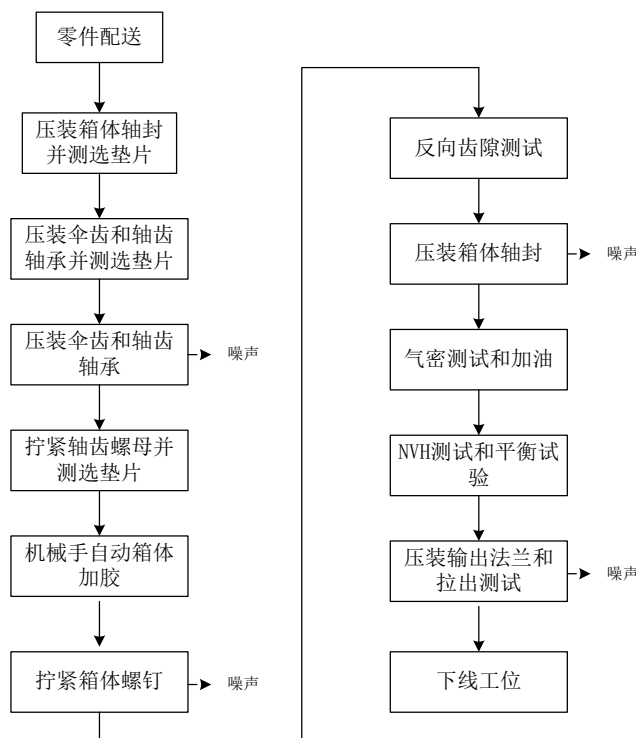 零件配送
压装箱体轴封
并测选垫片
压装伞齿和轴齿
轴承并测选垫片
压装伞齿和轴齿
轴承
噪声
拧紧轴齿螺母并
测选垫片
机械手自动箱体
加胶
拧紧箱体螺钉
噪声
反向齿隙测试
压装箱体轴封
噪声
气密测试和加油
NVH测试和平衡试
验
压装输出法兰和
拉出测试
噪声
下线工位